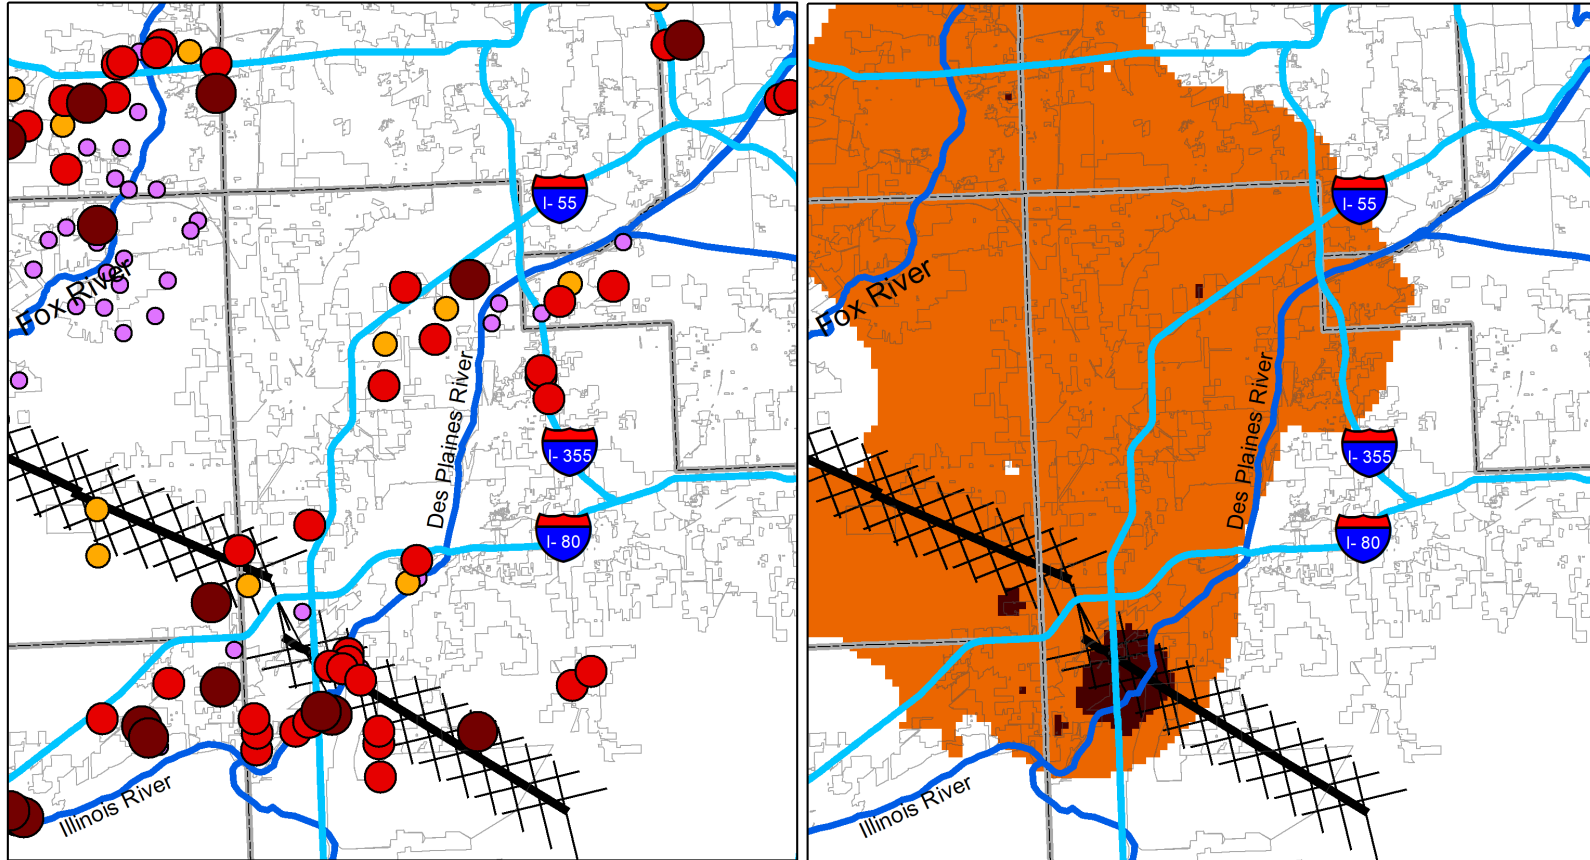 I- 55
Fox River
Des Plaines River
I- 355
I- 80
Illinois River
I- 55
Fox River
Des Plaines River
I- 355
I- 80
Illinois River